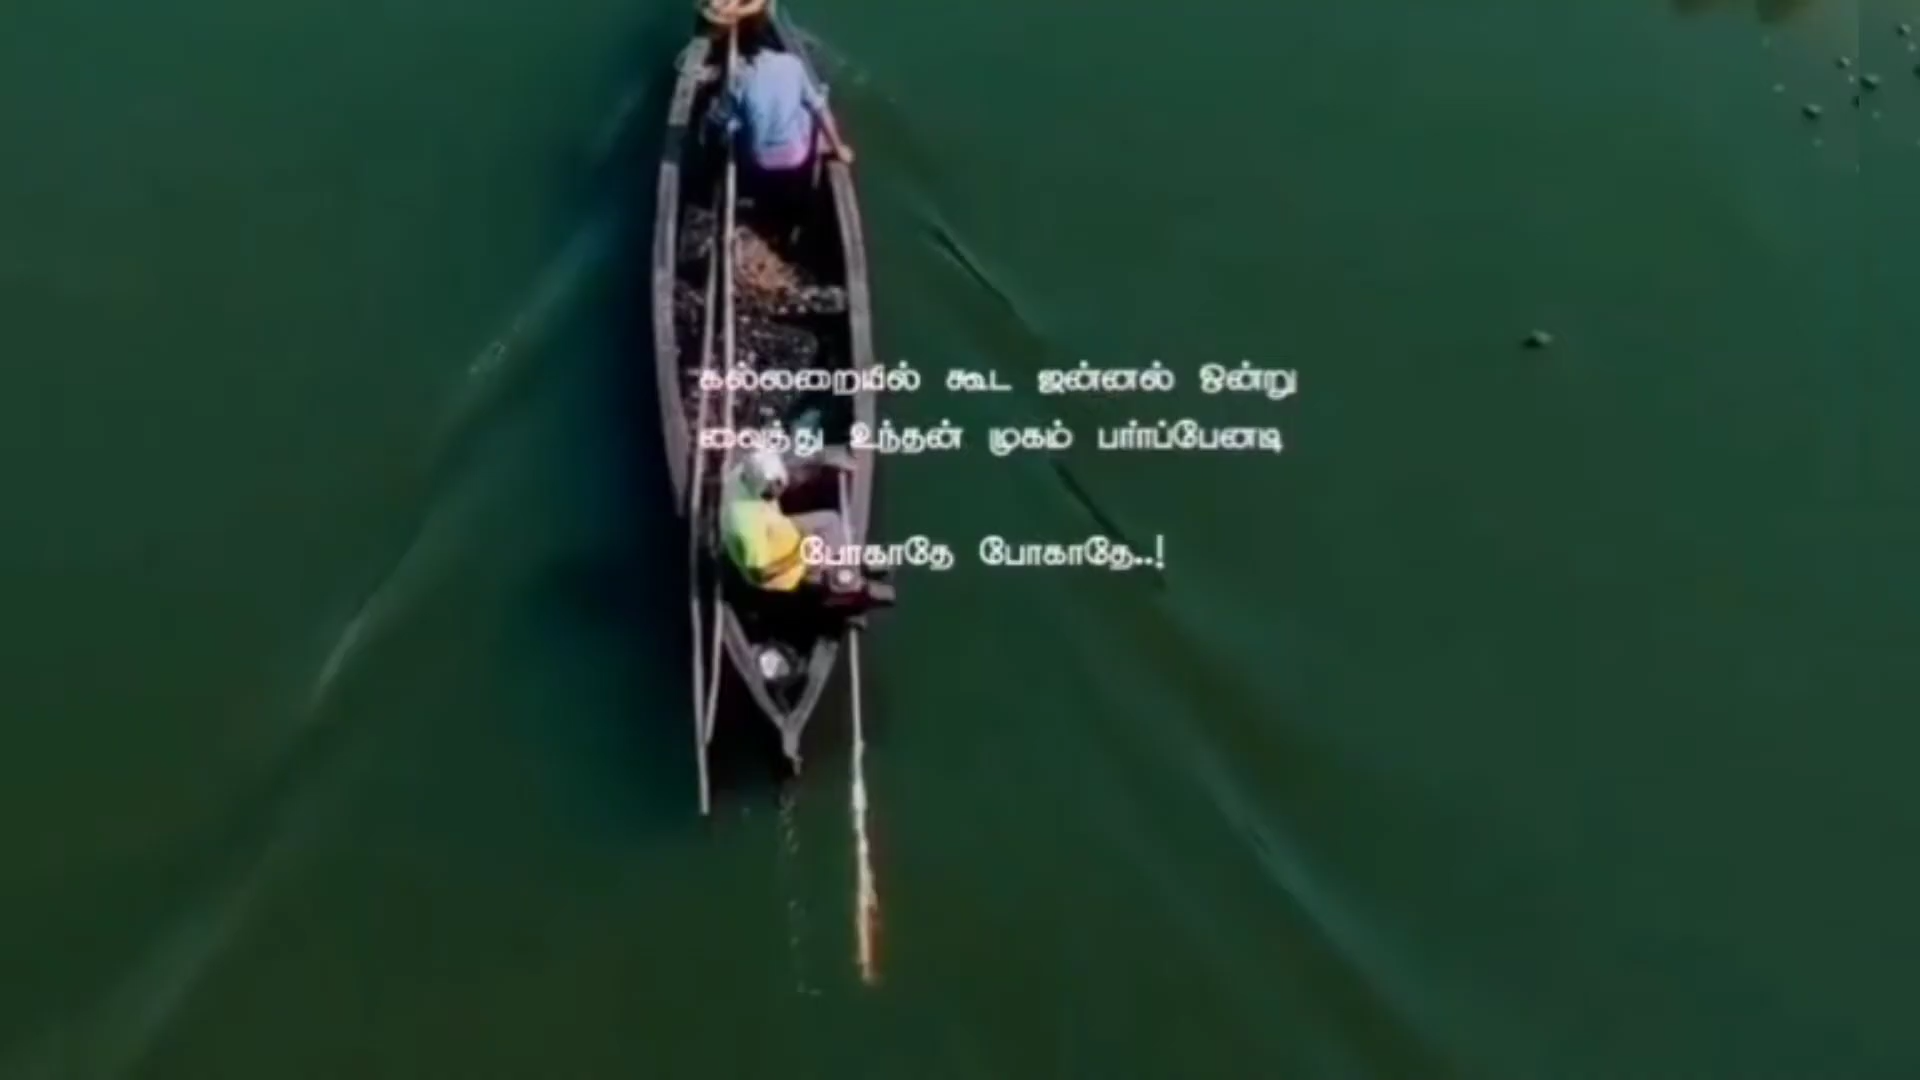 கல்லறையில் கூட ஜன்னல் ஒன்று
வைத்து உந்தன் முகம் பார்ப்பேனடி
போகாதே போகாதே..!